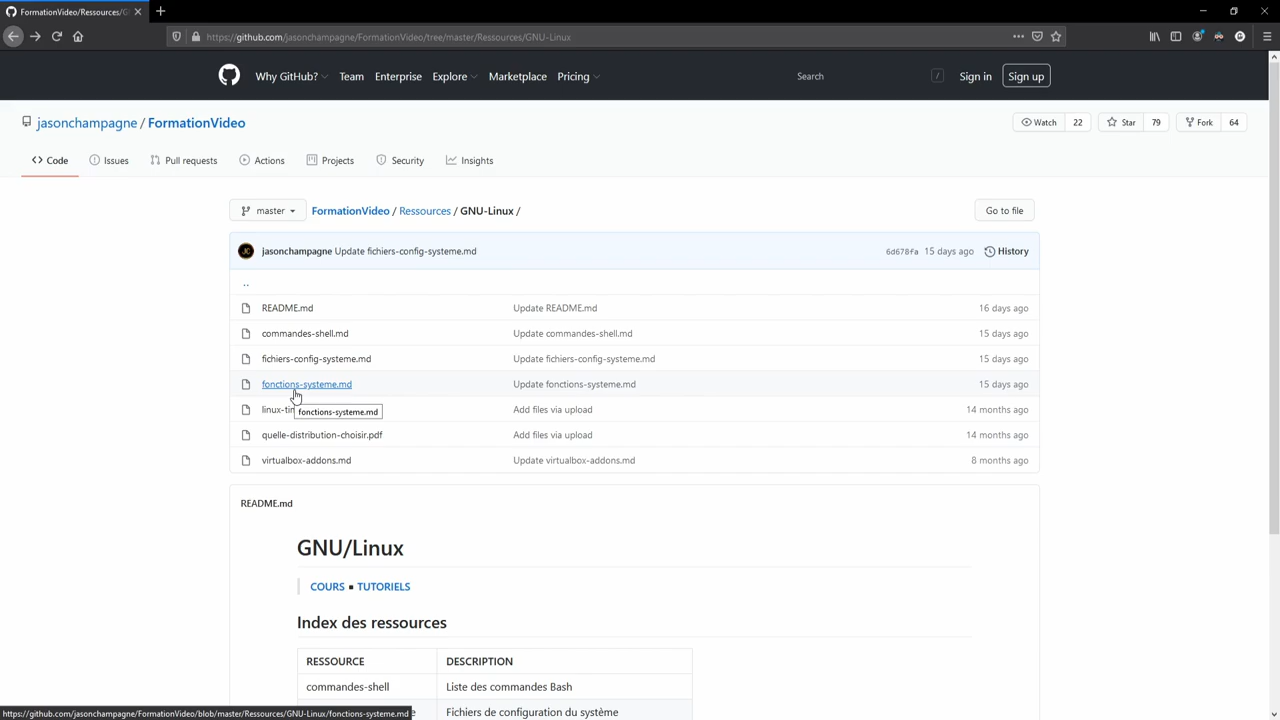 FormationVideo/Ressources/G
https://github.com/jasonchampagne/FormationVideo/tree/master/Ressources/GNU-Linux
Why GitHub? Team Enterprise Explore Marketplace Pricing Search / Sign in Sign up
jasonchampagne / FormationVideo Watch 22 Star 79 Fork 64
Code Issues Pull requests Actions Projects Security Insights
master FormationVideo / Ressources / GNU-Linux / Go to file
jasonchampagne Update fichiers-config-systeme.md 6d678fa 15 days ago History
..
README.md Update README.md 16 days ago
commandes-shell.md Update commandes-shell.md 15 days ago
fichiers-config-systeme.md Update fichiers-config-systeme.md 15 days ago
fonctions-systeme.md Update fonctions-systeme.md 15 days ago
linux-tim Add files via upload 14 months ago
fonctions-systeme.md
quelle-distribution-choisir.pdf Add files via upload 14 months ago
virtualbox-addons.md Update virtualbox-addons.md 8 months ago
README.md
GNU/Linux
COURS ▪ TUTORIELS
Index des ressources
RESSOURCE DESCRIPTION
commandes-shell Liste des commandes Bash
Fichiers de configuration du système
https://github.com/jasonchampagne/FormationVideo/blob/master/Ressources/GNU-Linux/fonctions-systeme.md